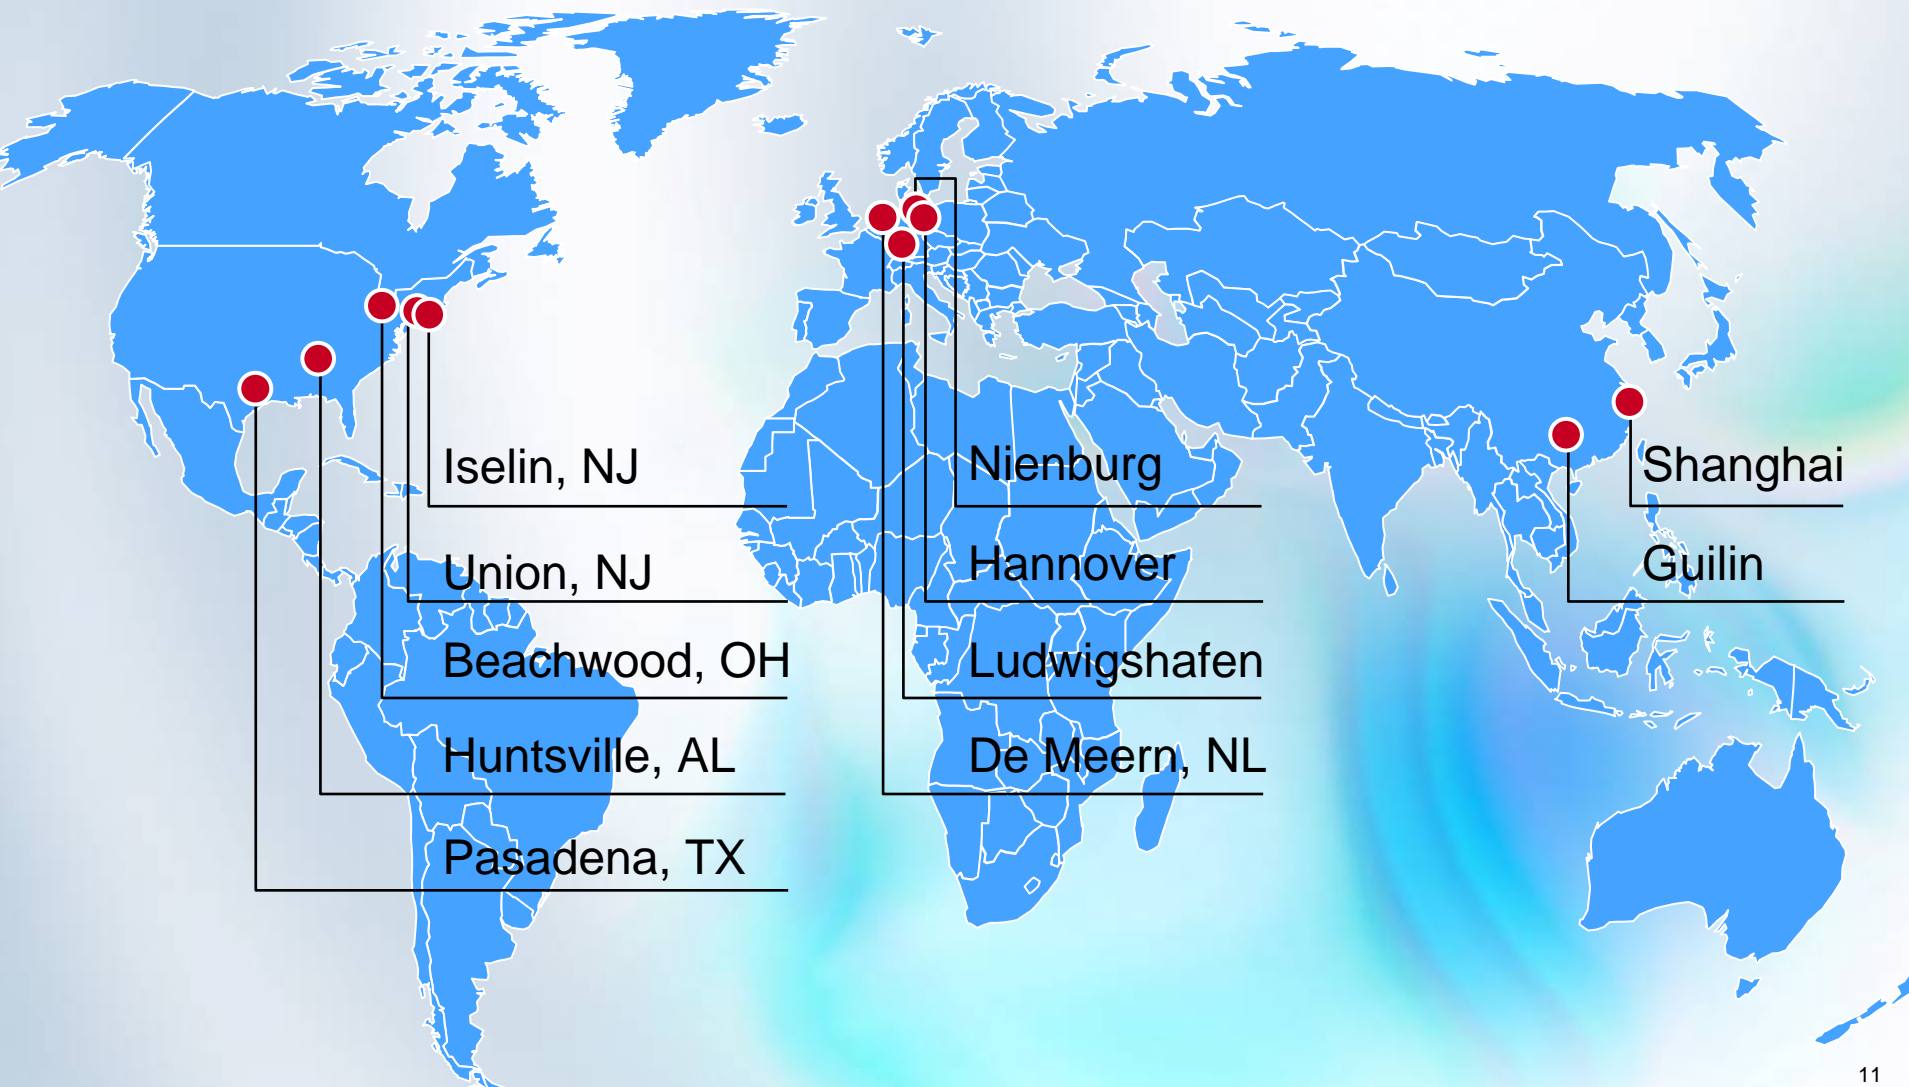 Iselin, NJ
Union, NJ
Beachwood, OH
Huntsville, AL
Pasadena, TX
Nienburg
Hannover
Ludwigshafen
De Meern, NL
Shanghai
Guilin
11